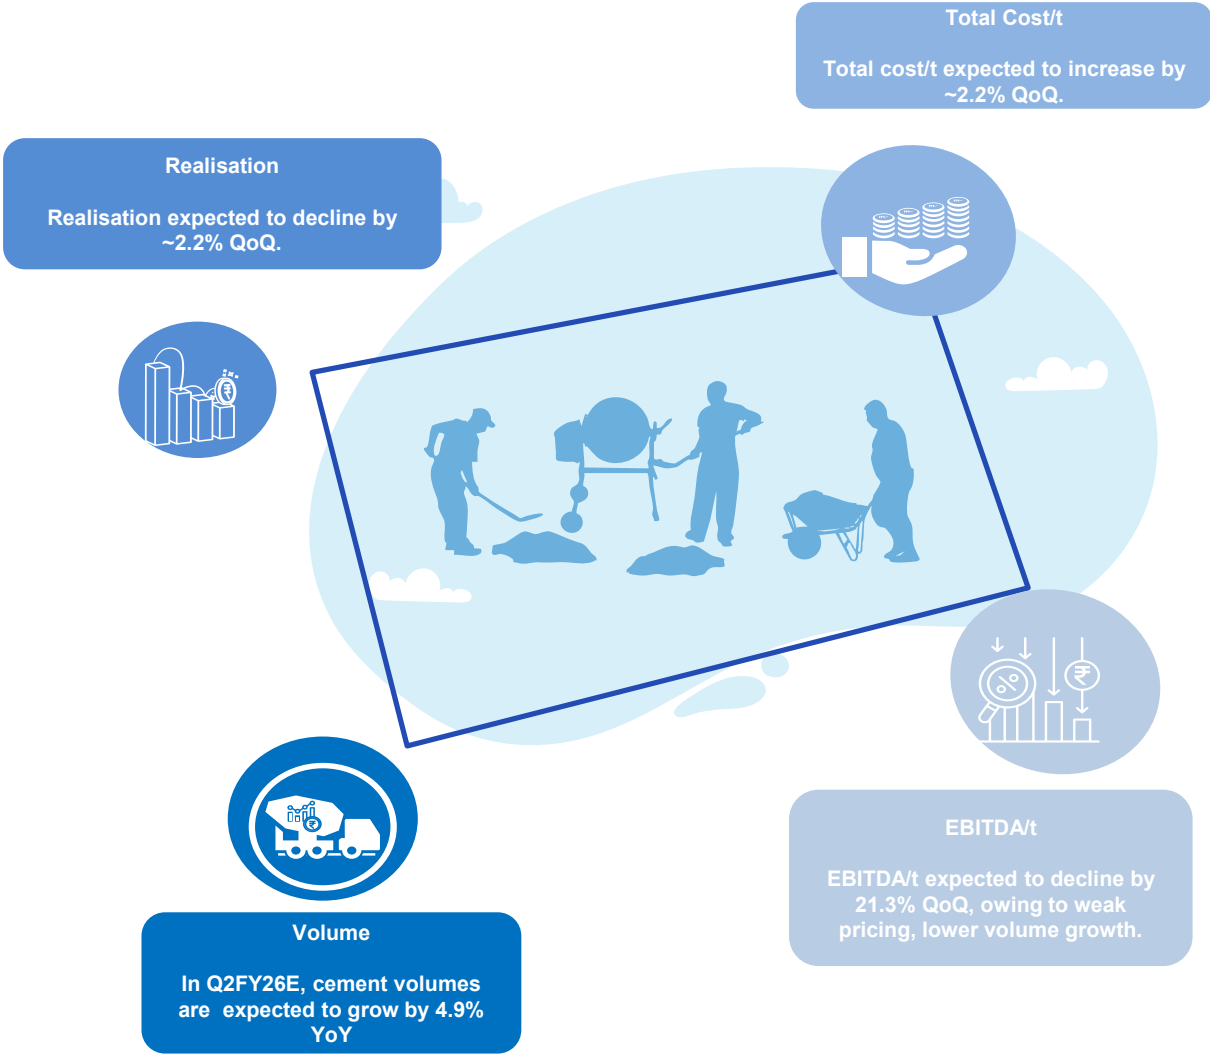 Total Cost/t
Total cost/t expected to increase by
~2.2% QoQ.
Realisation
Realisation expected to decline by
~2.2% QoQ.
EBITDA/t
EBITDA/t expected to decline by
21.3% QoQ, owing to weak
pricing, lower volume growth.
Volume
In Q2FY26E, cement volumes
are expected to grow by 4.9%
YoY